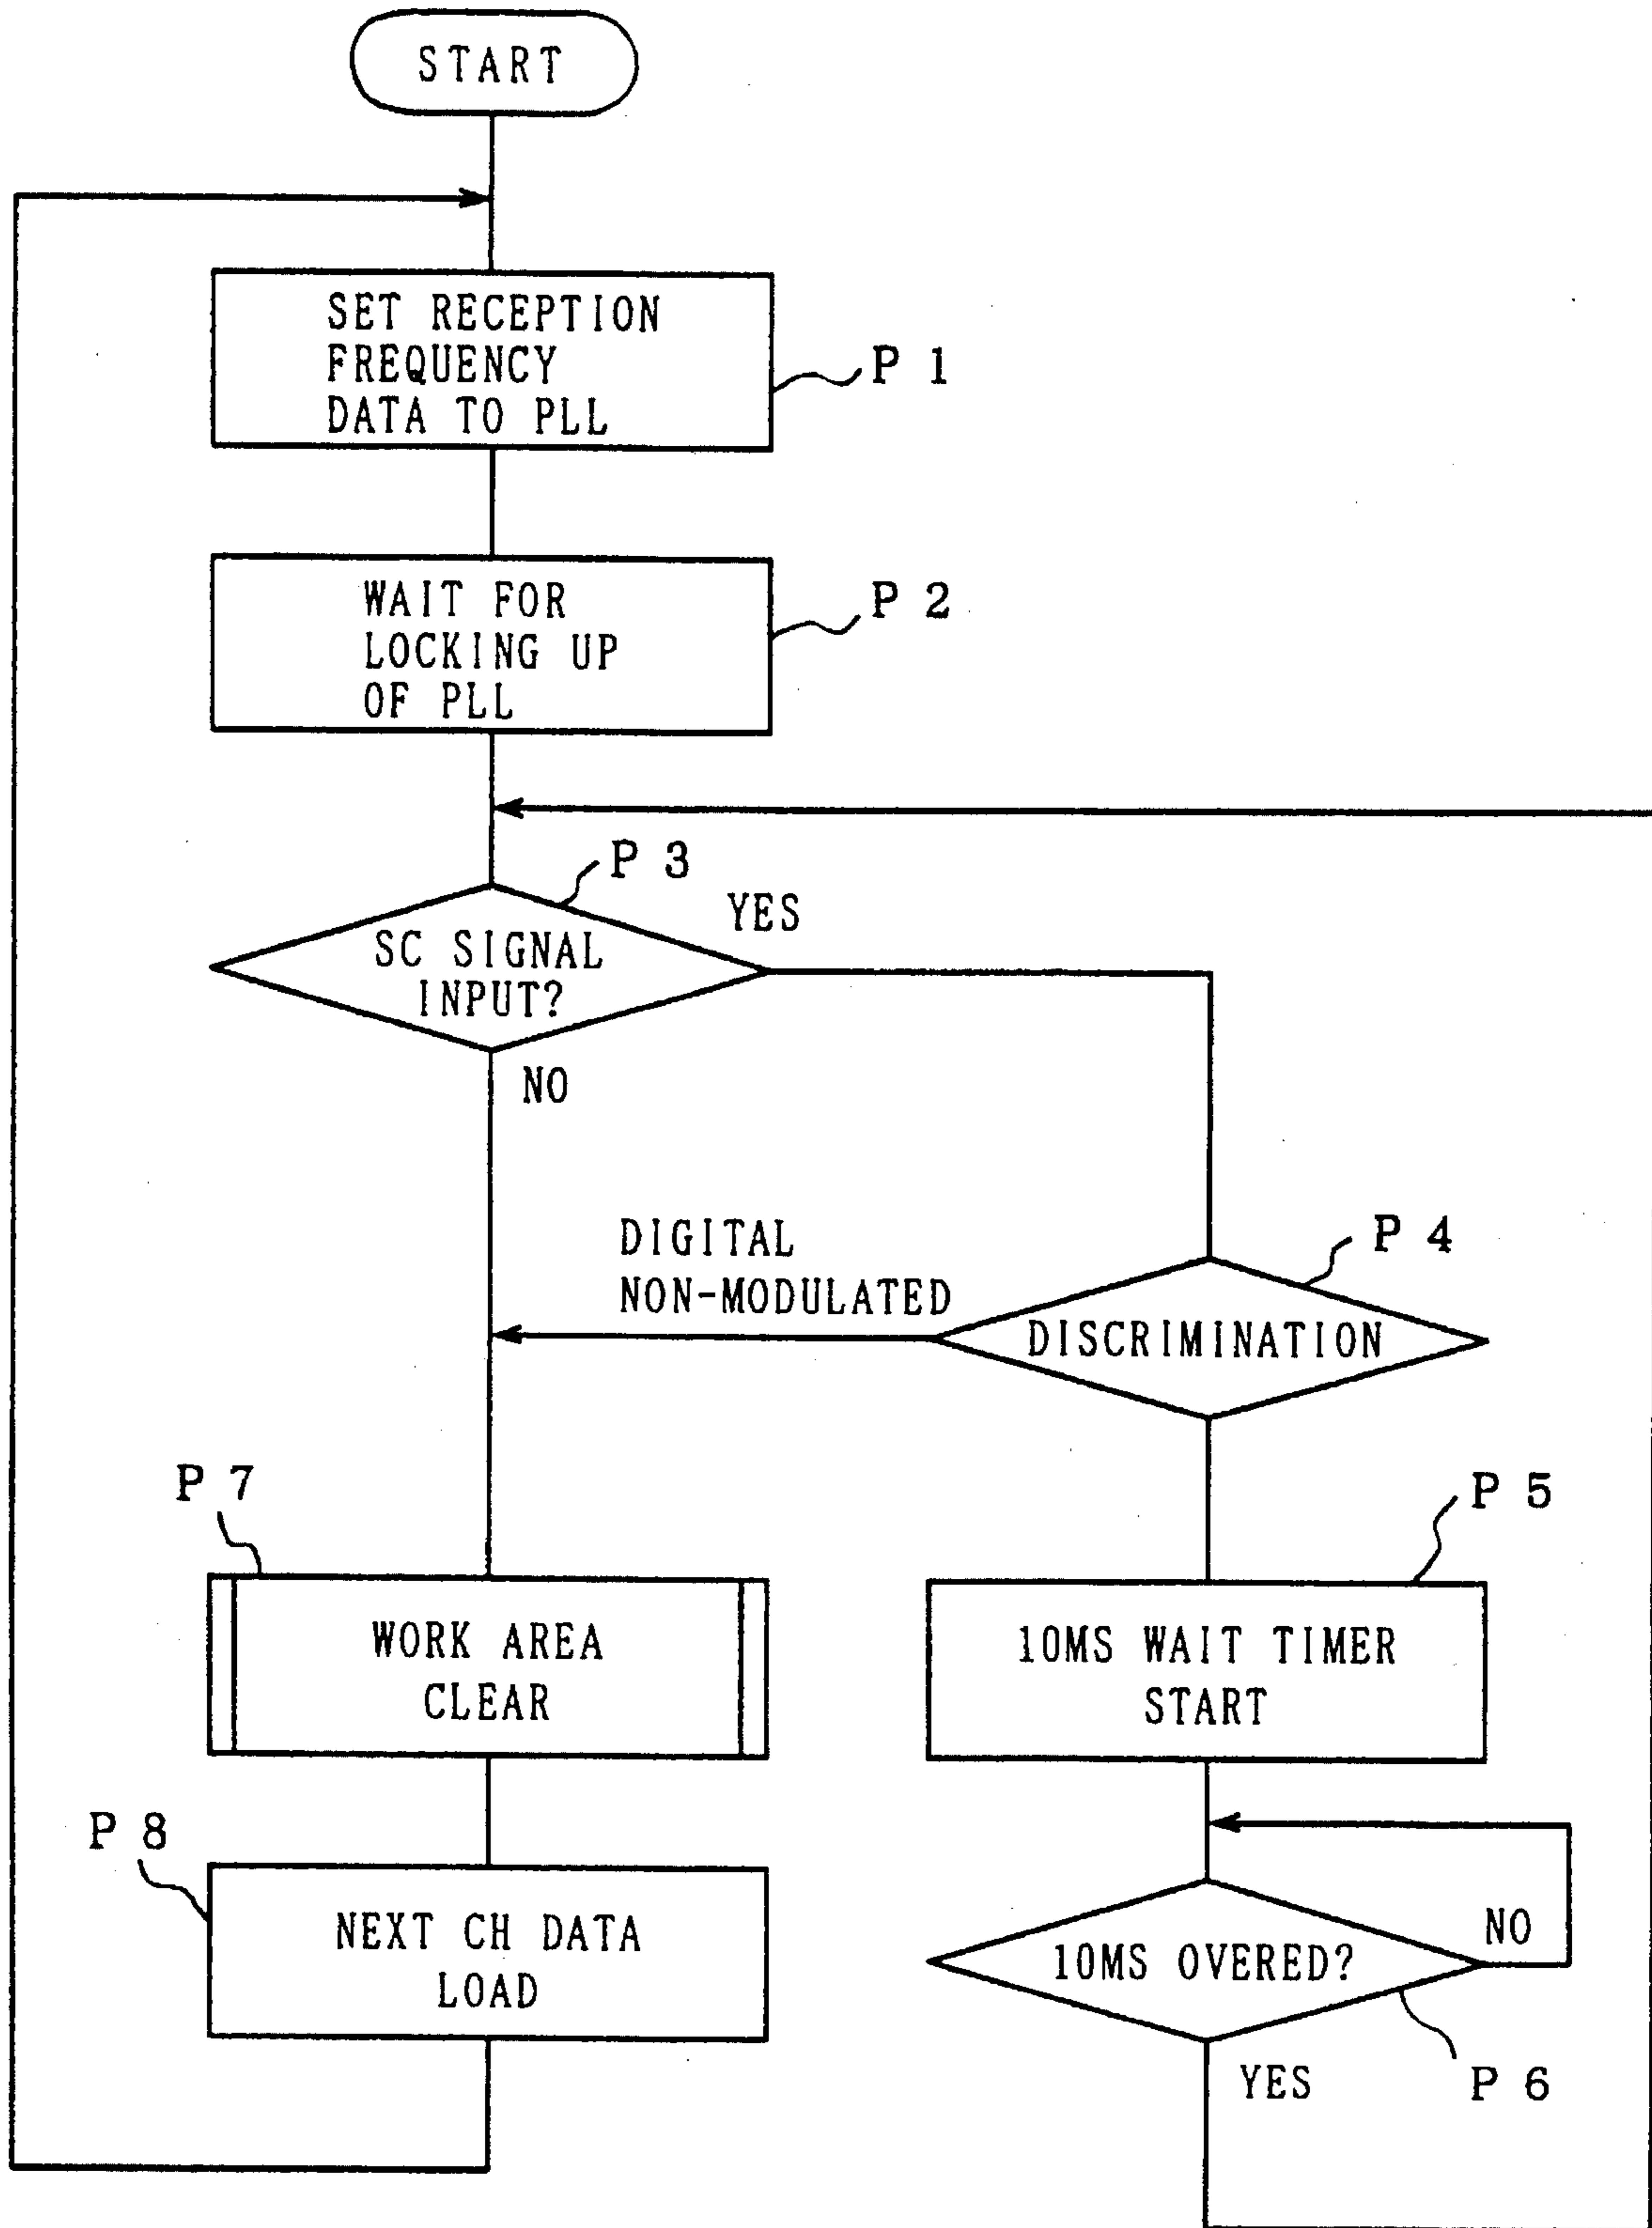 START
SET RECEPTION
FREQUENCY
DATA TO PLL
P 1
WAIT FOR
LOCKING UP
OF PLL
P 2
P 3
YES
SC SIGNAL
INPUT?
NO
DIGITAL
NON-MODULATED
P 4
DISCRIMINATION
P 7
P 5
WORK AREA
CLEAR
10MS WAIT TIMER
START
P 8
NEXT CH DATA
LOAD
NO
10MS OVERED?
YES
P 6